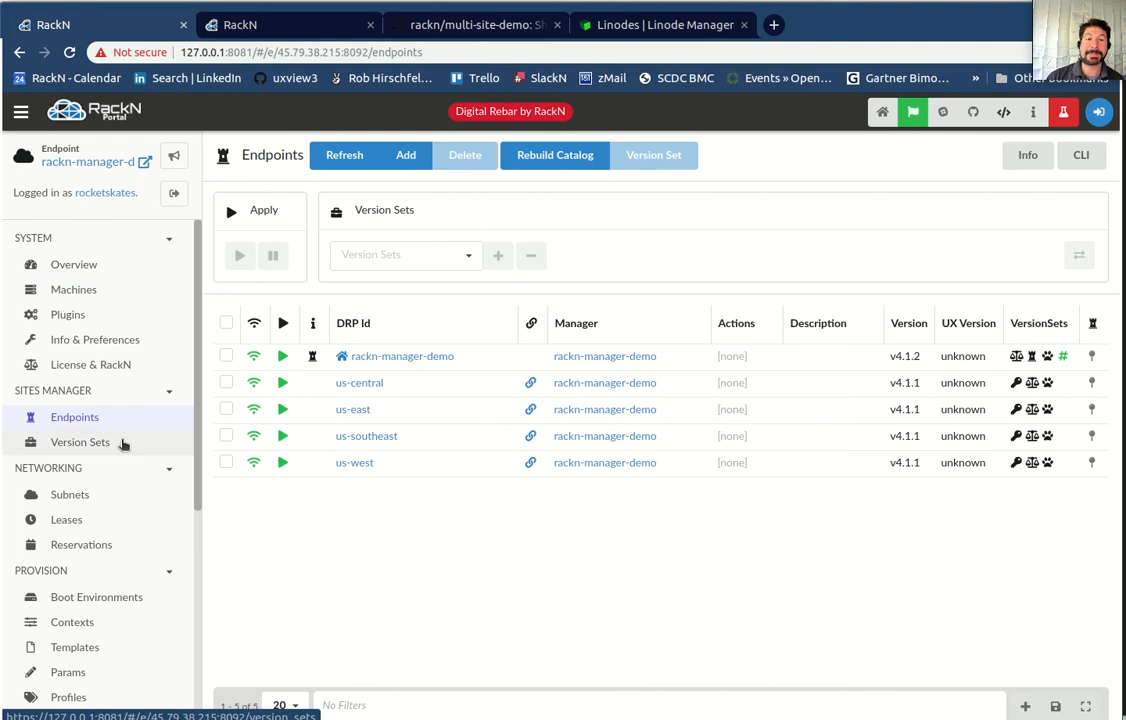 RackN
RackN
rackn/multi-site-demo: Sh
Linodes | Linode Manager
Not secure
127.0.0.1:8081/#/e/45.79.38.215:8092/endpoints
RackN - Calendar
Search | LinkedIn
uxview3
Rob Hirschfel...
Trello
SlackN
zMail
SCDC BMC
Events » Open...
Gartner Bimo...
»
Other bookmarks
RackN
Portal
Digital Rebar by RackN
Endpoint
rackn-manager-d
Logged in as rocketskates.
SYSTEM
Overview
Machines
Plugins
Info & Preferences
License & RackN
SITES MANAGER
Endpoints
Version Sets
NETWORKING
Subnets
Leases
Reservations
PROVISION
Boot Environments
Contexts
Templates
Params
Profiles
Endpoints
Refresh
Add
Delete
Rebuild Catalog
Version Set
Info
CLI
Apply
Version Sets
Version Sets
DRP Id Manager Actions Description Version UX Version VersionSets
rackn-manager-demo rackn-manager-demo [none] v4.1.2 unknown #
us-central rackn-manager-demo [none] v4.1.1 unknown
us-east rackn-manager-demo [none] v4.1.1 unknown
us-southeast rackn-manager-demo [none] v4.1.1 unknown
us-west rackn-manager-demo [none] v4.1.1 unknown
1 - 5 of 5
20
No Filters
https://127.0.0.1:8081/#/e/45.79.38.215:8092/version_sets